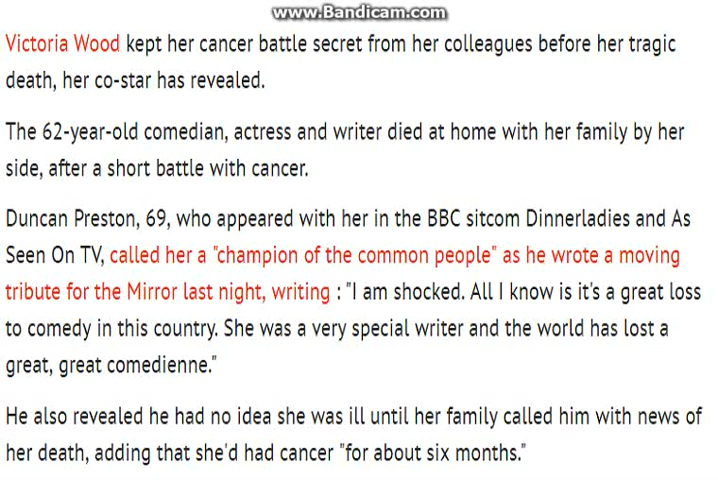 www.Bandicam.com
Victoria Wood kept her cancer battle secret from her colleagues before her tragic
death, her co-star has revealed.
The 62-year-old comedian, actress and writer died at home with her family by her
side, after a short battle with cancer.
Duncan Preston, 69, who appeared with her in the BBC sitcom Dinnerladies and As
Seen On TV, called her a "champion of the common people" as he wrote a moving
tribute for the Mirror last night, writing : "I am shocked. All I know is it's a great loss
to comedy in this country. She was a very special writer and the world has lost a
great, great comedienne."
He also revealed he had no idea she was ill until her family called him with news of
her death, adding that she'd had cancer "for about six months."